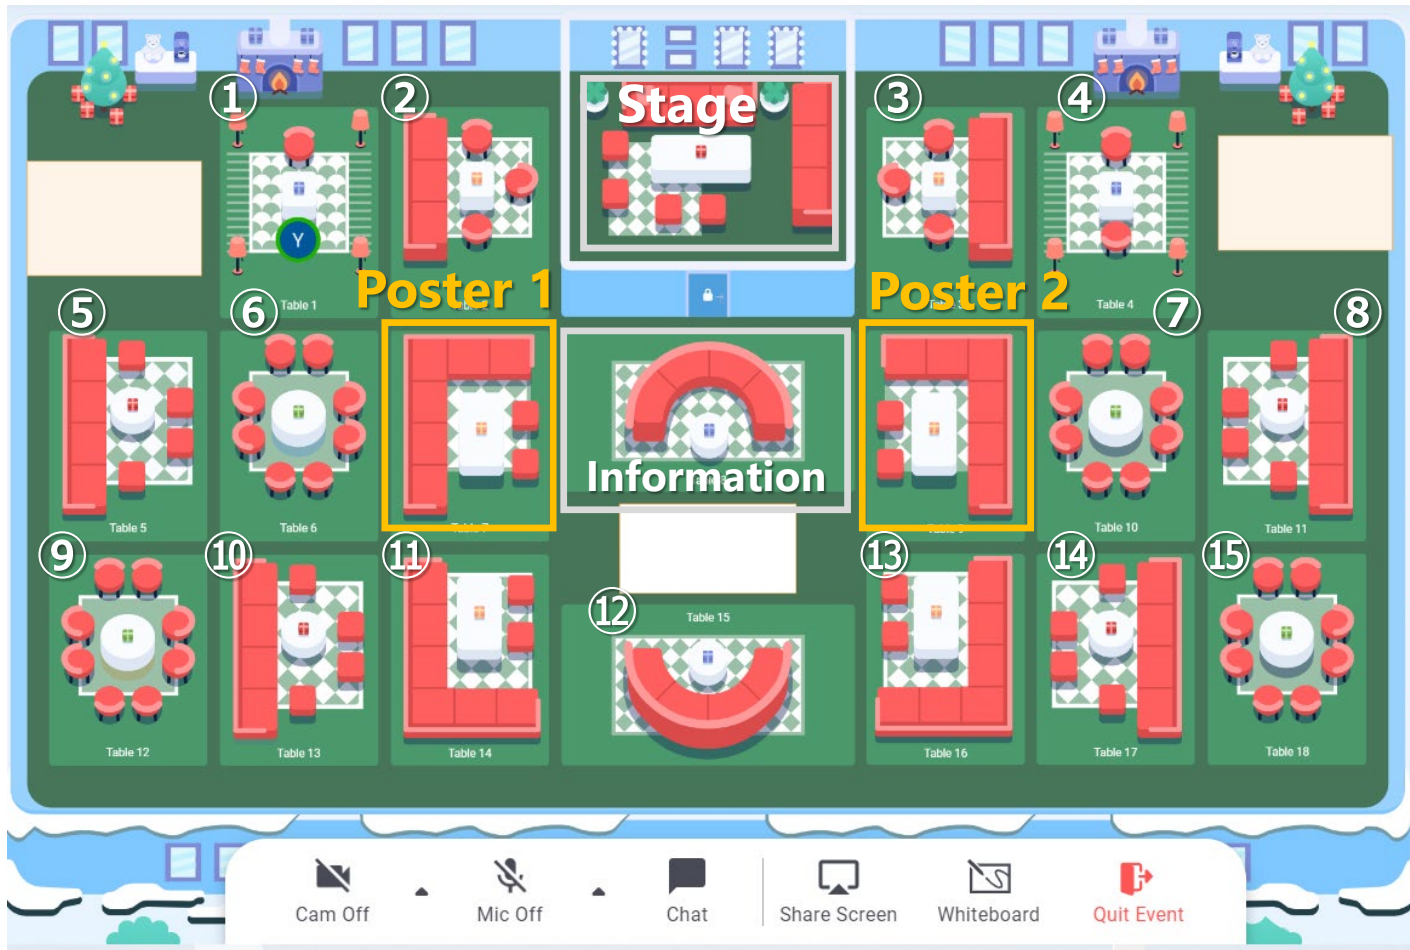 Stage
①
②
③
④
Y
Table 1
Poster 1
Poster 2
Table 4
⑤
⑥
⑦
⑧
Information
Table 5
Table 6
Table 10
Table 11
⑨
⑩
⑪
⑫
⑬
⑭
⑮
Table 15
Table 12
Table 13
Table 14
Table 16
Table 17
Table 18
Cam Off
Mic Off
Chat
Share Screen
Whiteboard
Quit Event